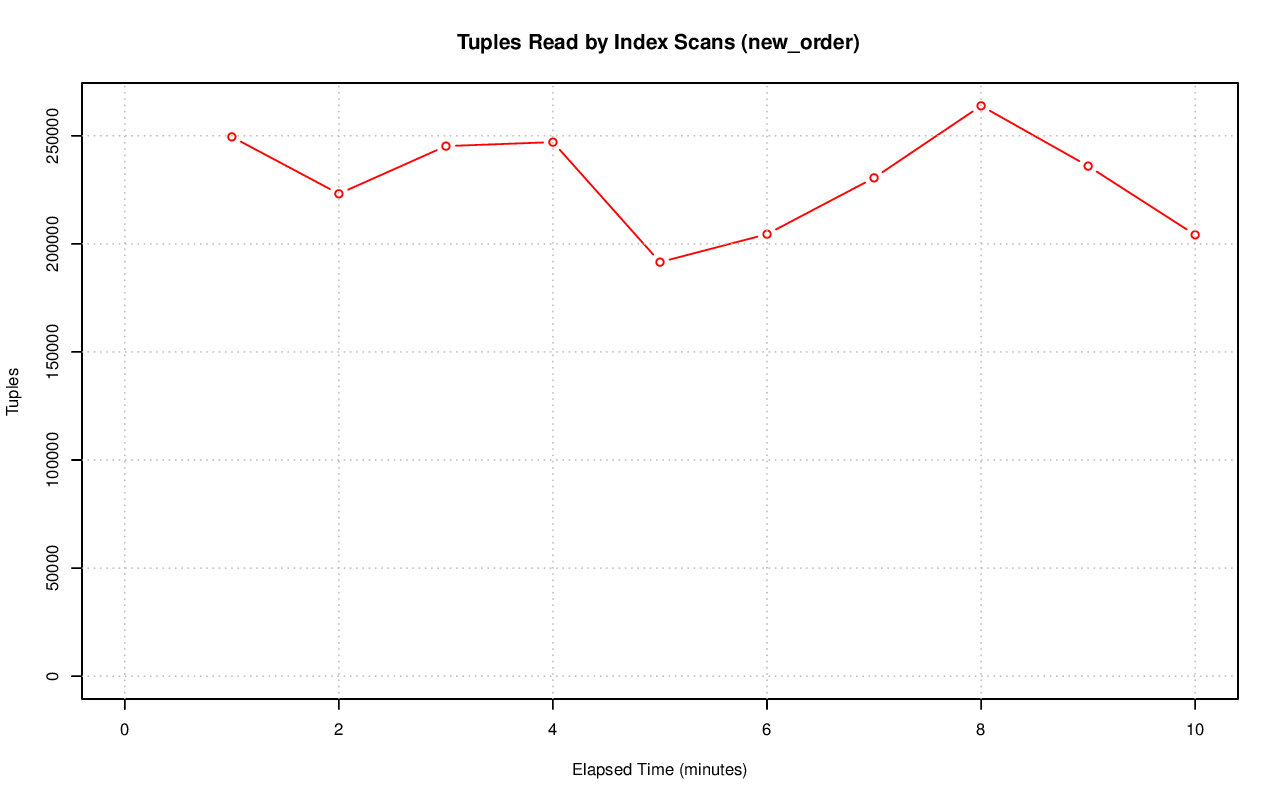 Tuples Read by Index Scans (new_order)
Tuples
250000
200000
150000
100000
50000
0
0 2 4 6 8 10
Elapsed Time (minutes)